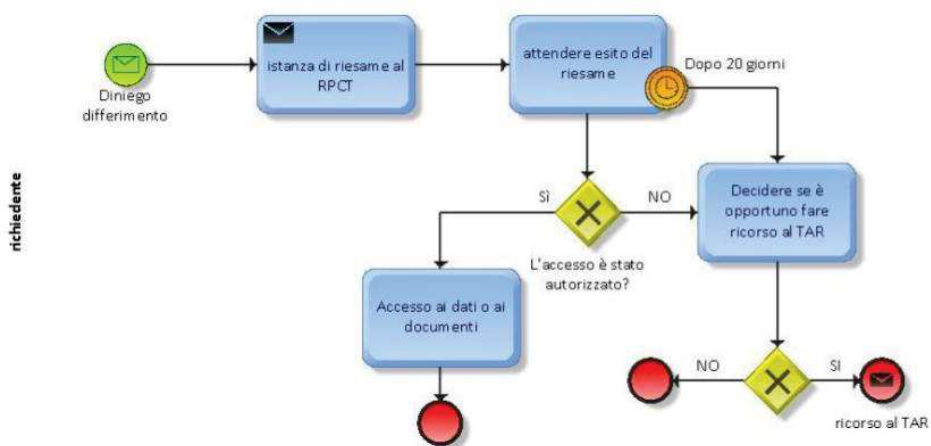 richiedente
Diniego
differimento
istanza di riesame al
RPCT
attendere esito del
riesame
Dopo 20 giorni
Sì
NO
L'accesso è stato
autorizzato?
Decidere se è
opportuno fare
ricorso al TAR
Accesso ai dati o ai
documenti
NO
SI
ricorso al TAR